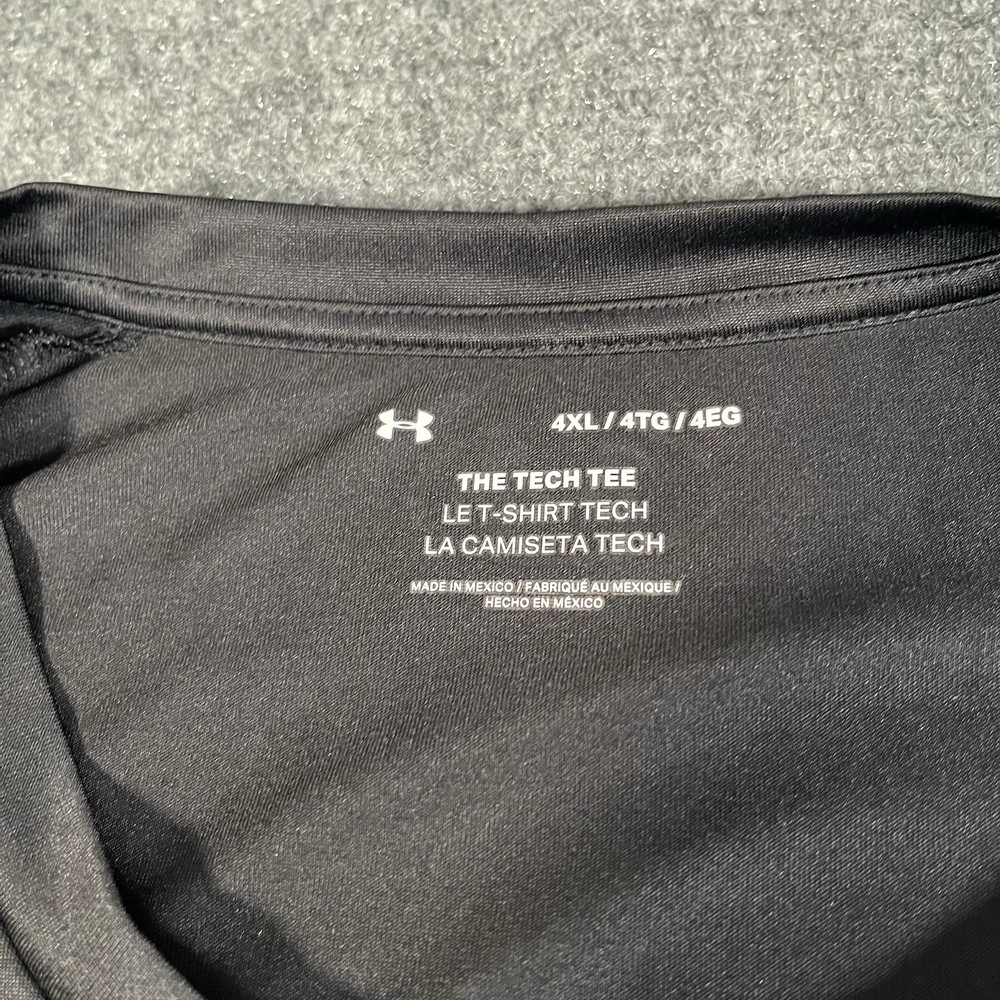 4XL / 4TG / 4EG
THE TECH TEE
LE T-SHIRT TECH
LA CAMISETA TECH
MADE IN MEXICO / FABRIQUÉ AU MEXIQUE /
HECHO EN MÉXICO